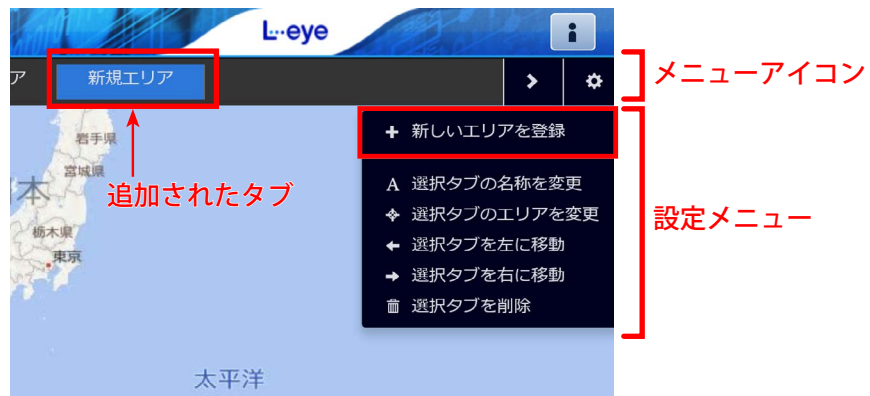 L･･･eye
ア
新規エリア
メニューアイコン
新しいエリアを登録
岩手県
宮城県
本
追加されたタブ
選択タブの名称を変更
選択タブのエリアを変更
設定メニュー
栃木県
選択タブを左に移動
東京
選択タブを右に移動
選択タブを削除
太平洋